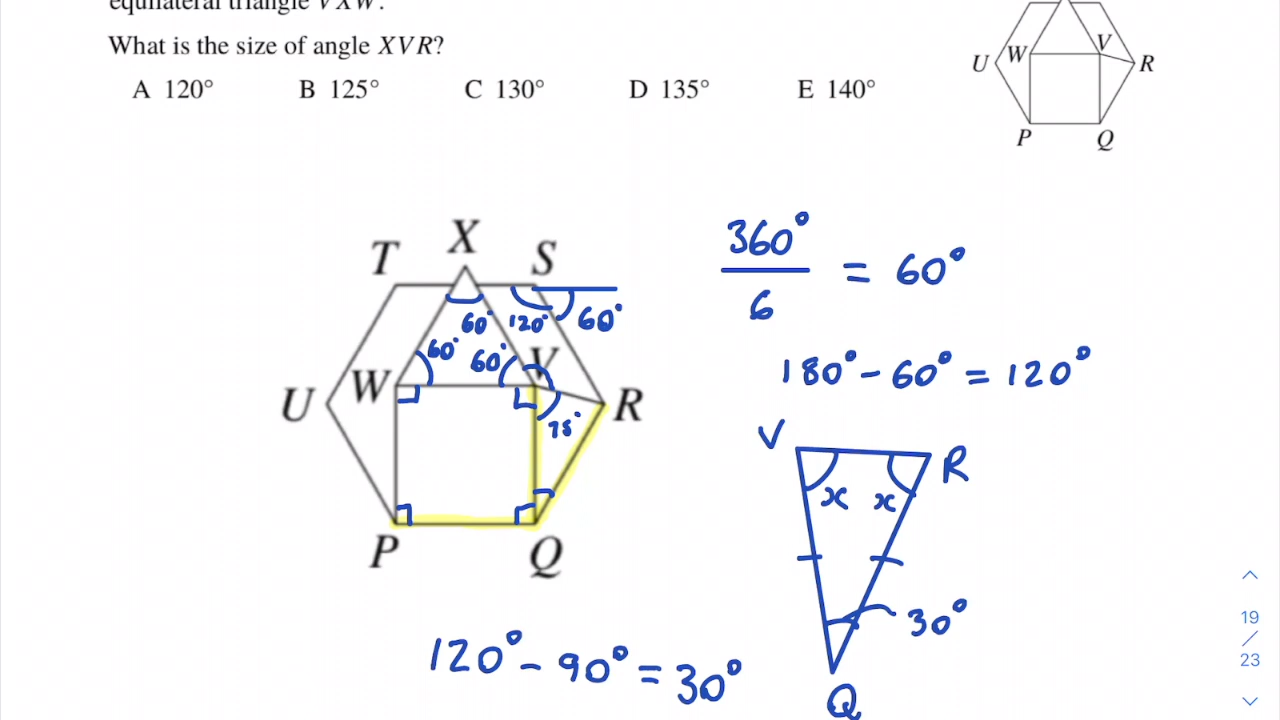 equilateral triangle VXW.
What is the size of angle XVR?
A 120° B 125° C 130° D 135° E 140°
W V
U R
P Q
T X S
60° 120° 60°
60° 60° V
U W R
75°
P Q
360°/6 = 60°
180° - 60° = 120°
V R
x x
30°
Q
120° - 90° = 30°
19
/
23